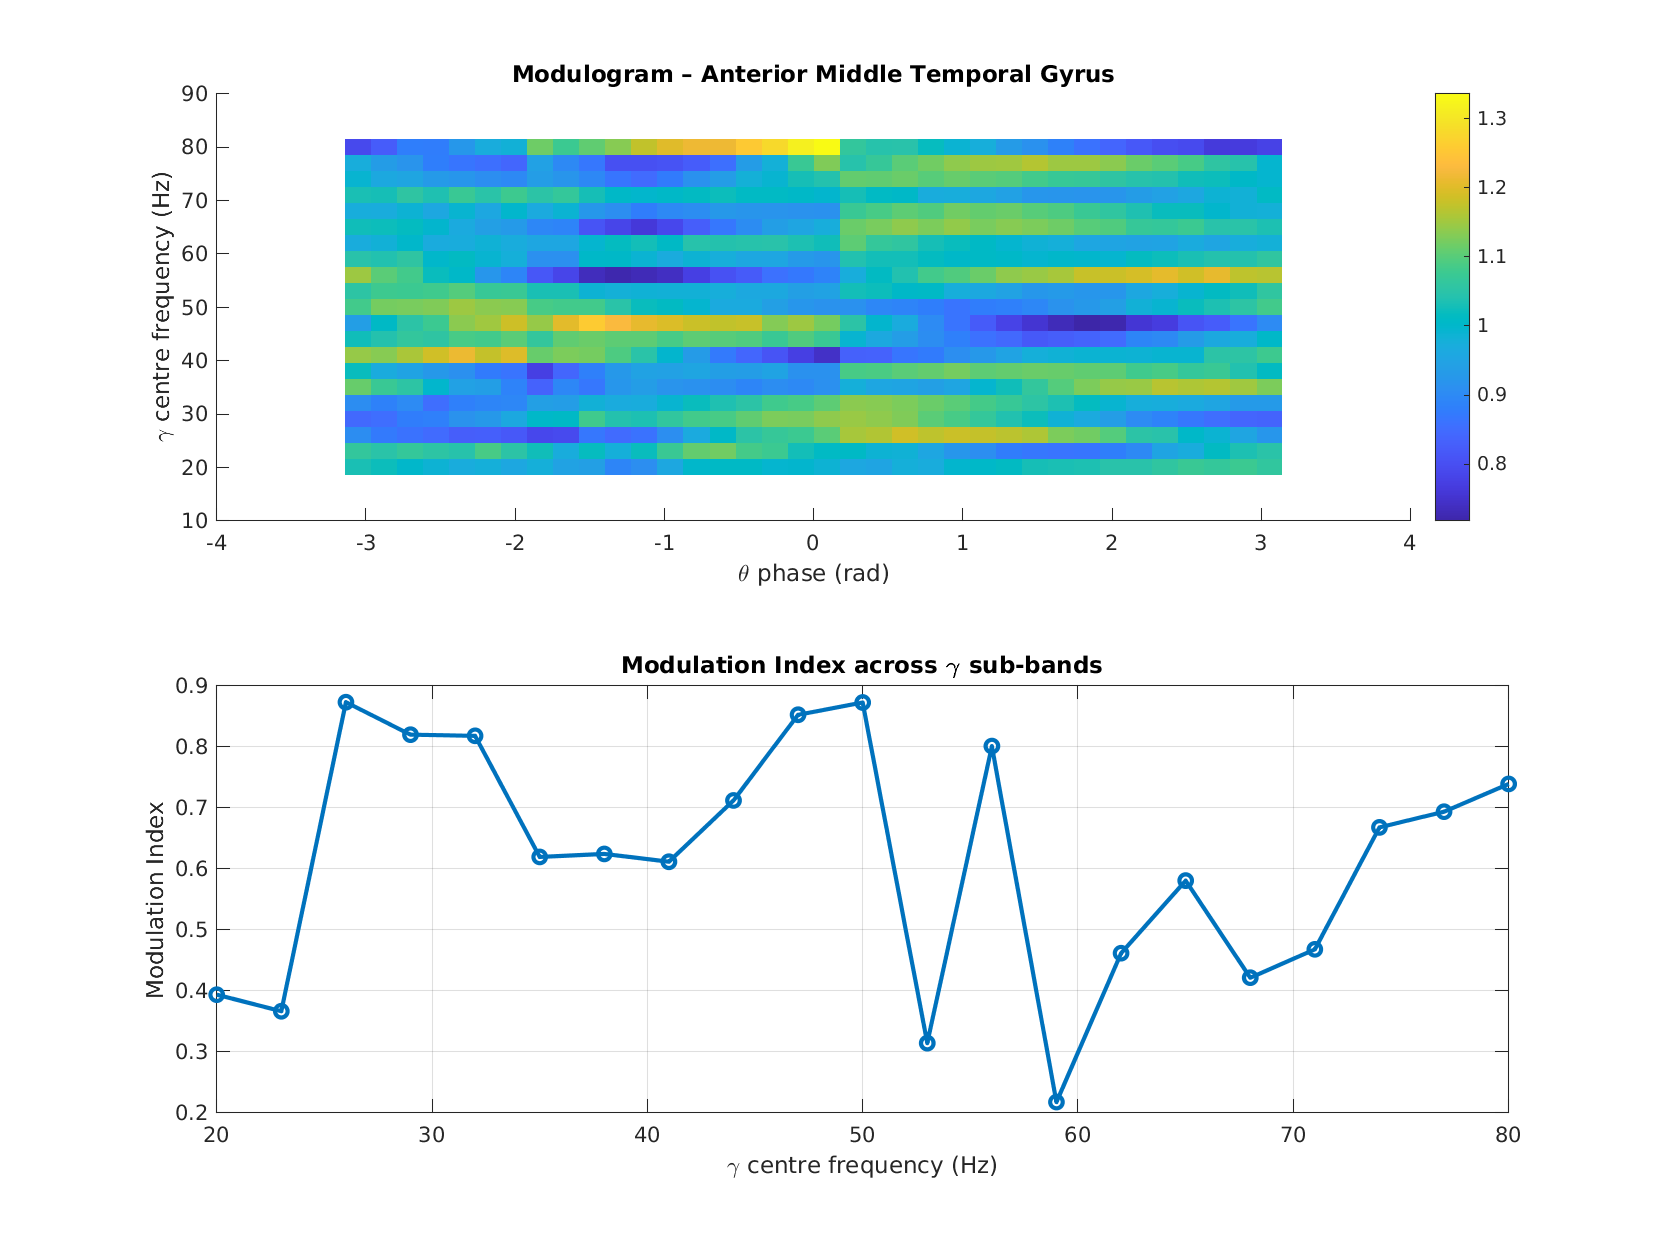 Modulogram – Anterior Middle Temporal Gyrus
γ centre frequency (Hz)
90
80
70
60
50
40
30
20
10
-4 -3 -2 -1 0 1 2 3 4
θ phase (rad)
1.3
1.2
1.1
1
0.9
0.8
Modulation Index across γ sub-bands
Modulation Index
0.9
0.8
0.7
0.6
0.5
0.4
0.3
0.2
20 30 40 50 60 70 80
γ centre frequency (Hz)